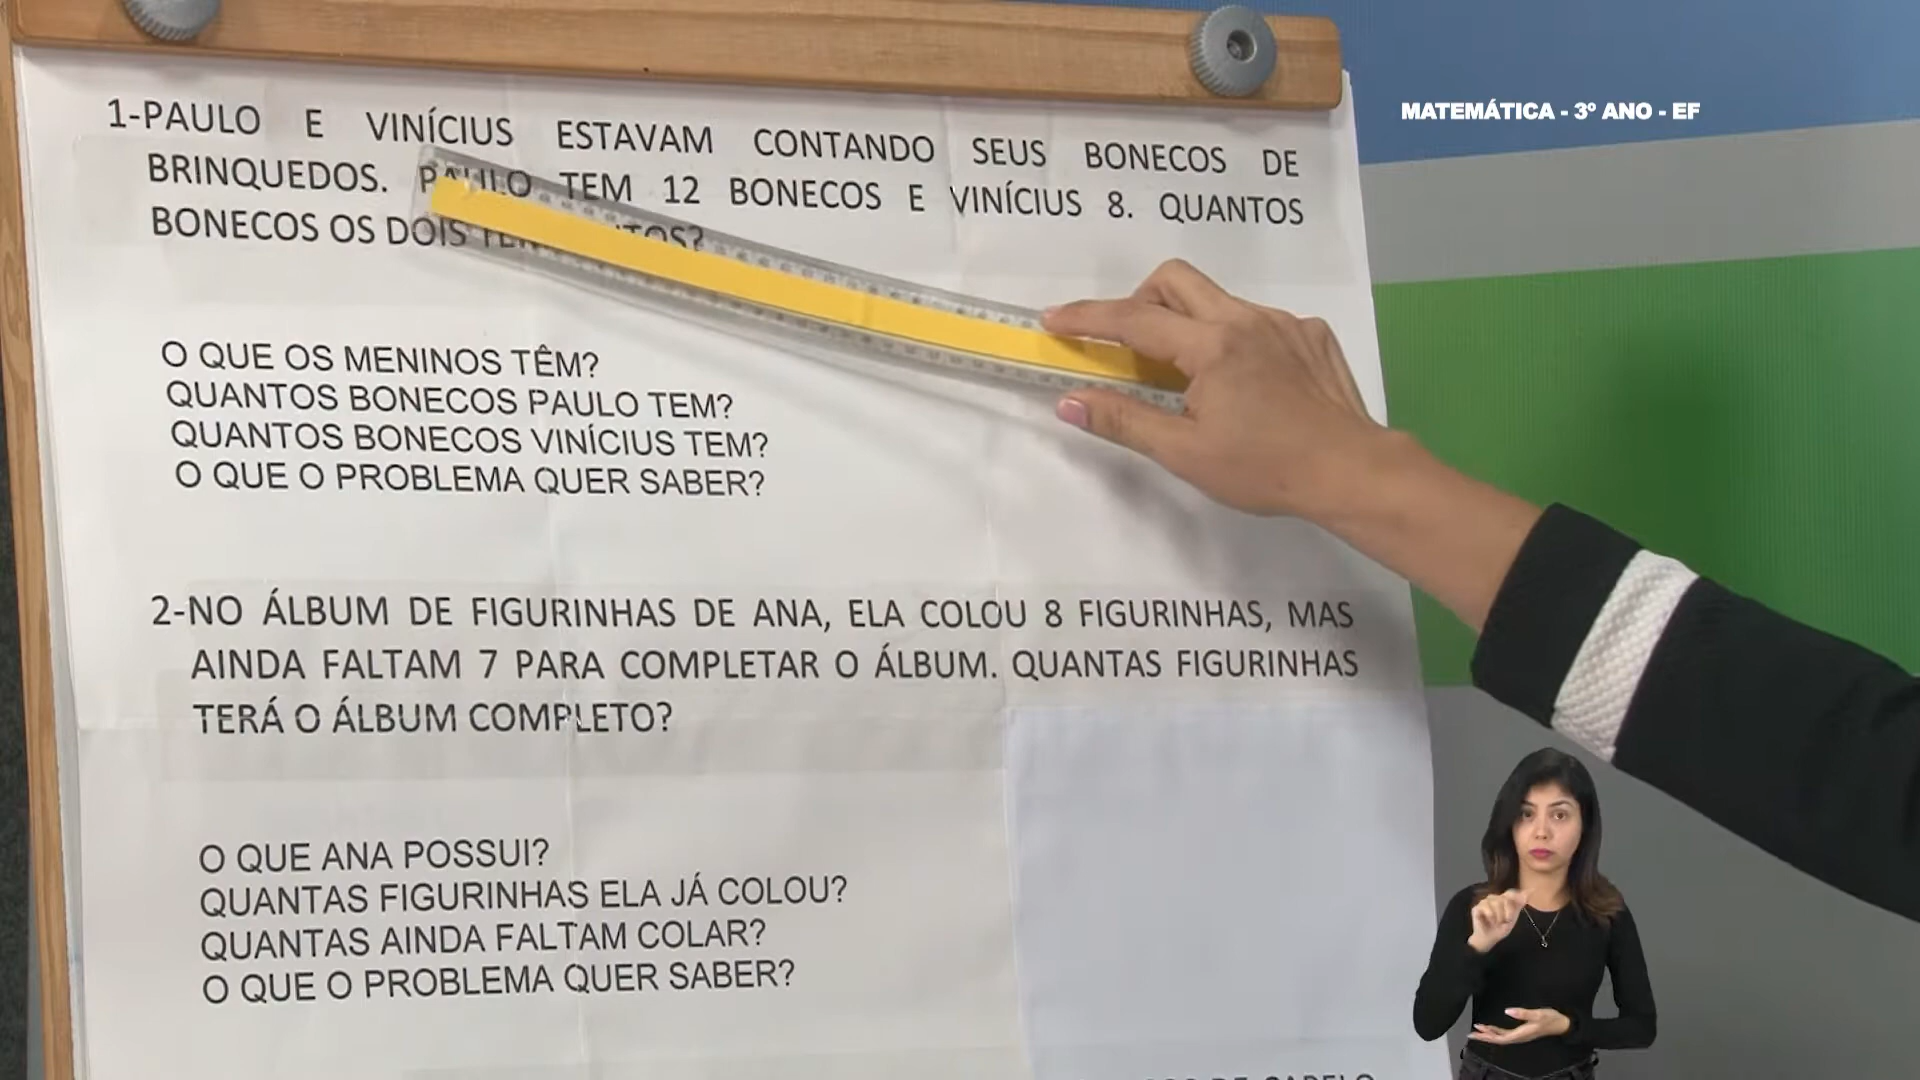 MATEMÁTICA - 3º ANO - EF
1-PAULO E VINÍCIUS ESTAVAM CONTANDO SEUS BONECOS DE
BRINQUEDOS. PAULO TEM 12 BONECOS E VINÍCIUS 8. QUANTOS
BONECOS OS DOIS
O QUE OS MENINOS TÊM?
QUANTOS BONECOS PAULO TEM?
QUANTOS BONECOS VINÍCIUS TEM?
O QUE O PROBLEMA QUER SABER?
2-NO ÁLBUM DE FIGURINHAS DE ANA, ELA COLOU 8 FIGURINHAS, MAS
AINDA FALTAM 7 PARA COMPLETAR O ÁLBUM. QUANTAS FIGURINHAS
TERÁ O ÁLBUM COMPLETO?
O QUE ANA POSSUI?
QUANTAS FIGURINHAS ELA JÁ COLOU?
QUANTAS AINDA FALTAM COLAR?
O QUE O PROBLEMA QUER SABER?